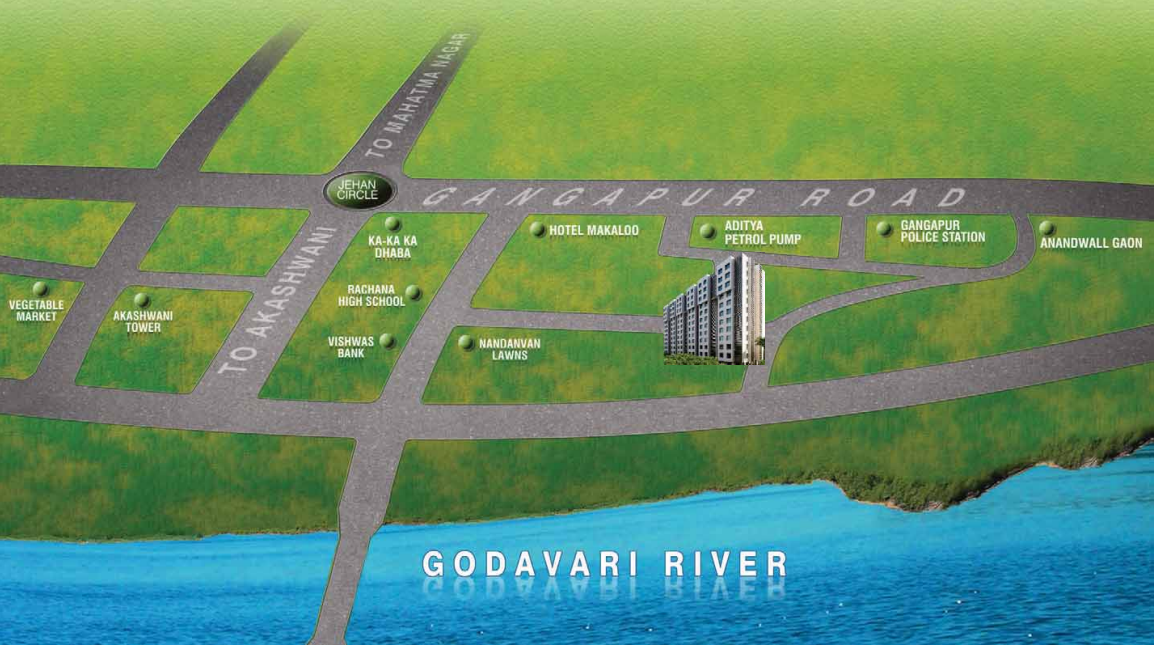 TO MAHATMA NAGAR
JEHAN
CIRCLE
GANGAPUR ROAD
KA-KA KA
DHABA
HOTEL MAKALOO
ADITYA
PETROL PUMP
GANGAPUR
POLICE STATION
ANANDWALL GAON
TO AKASHWANI
RACHANA
HIGH SCHOOL
VEGETABLE
MARKET
AKASHWANI
TOWER
VISHWAS
BANK
NANDANVAN
LAWNS
GODAVARI RIVER